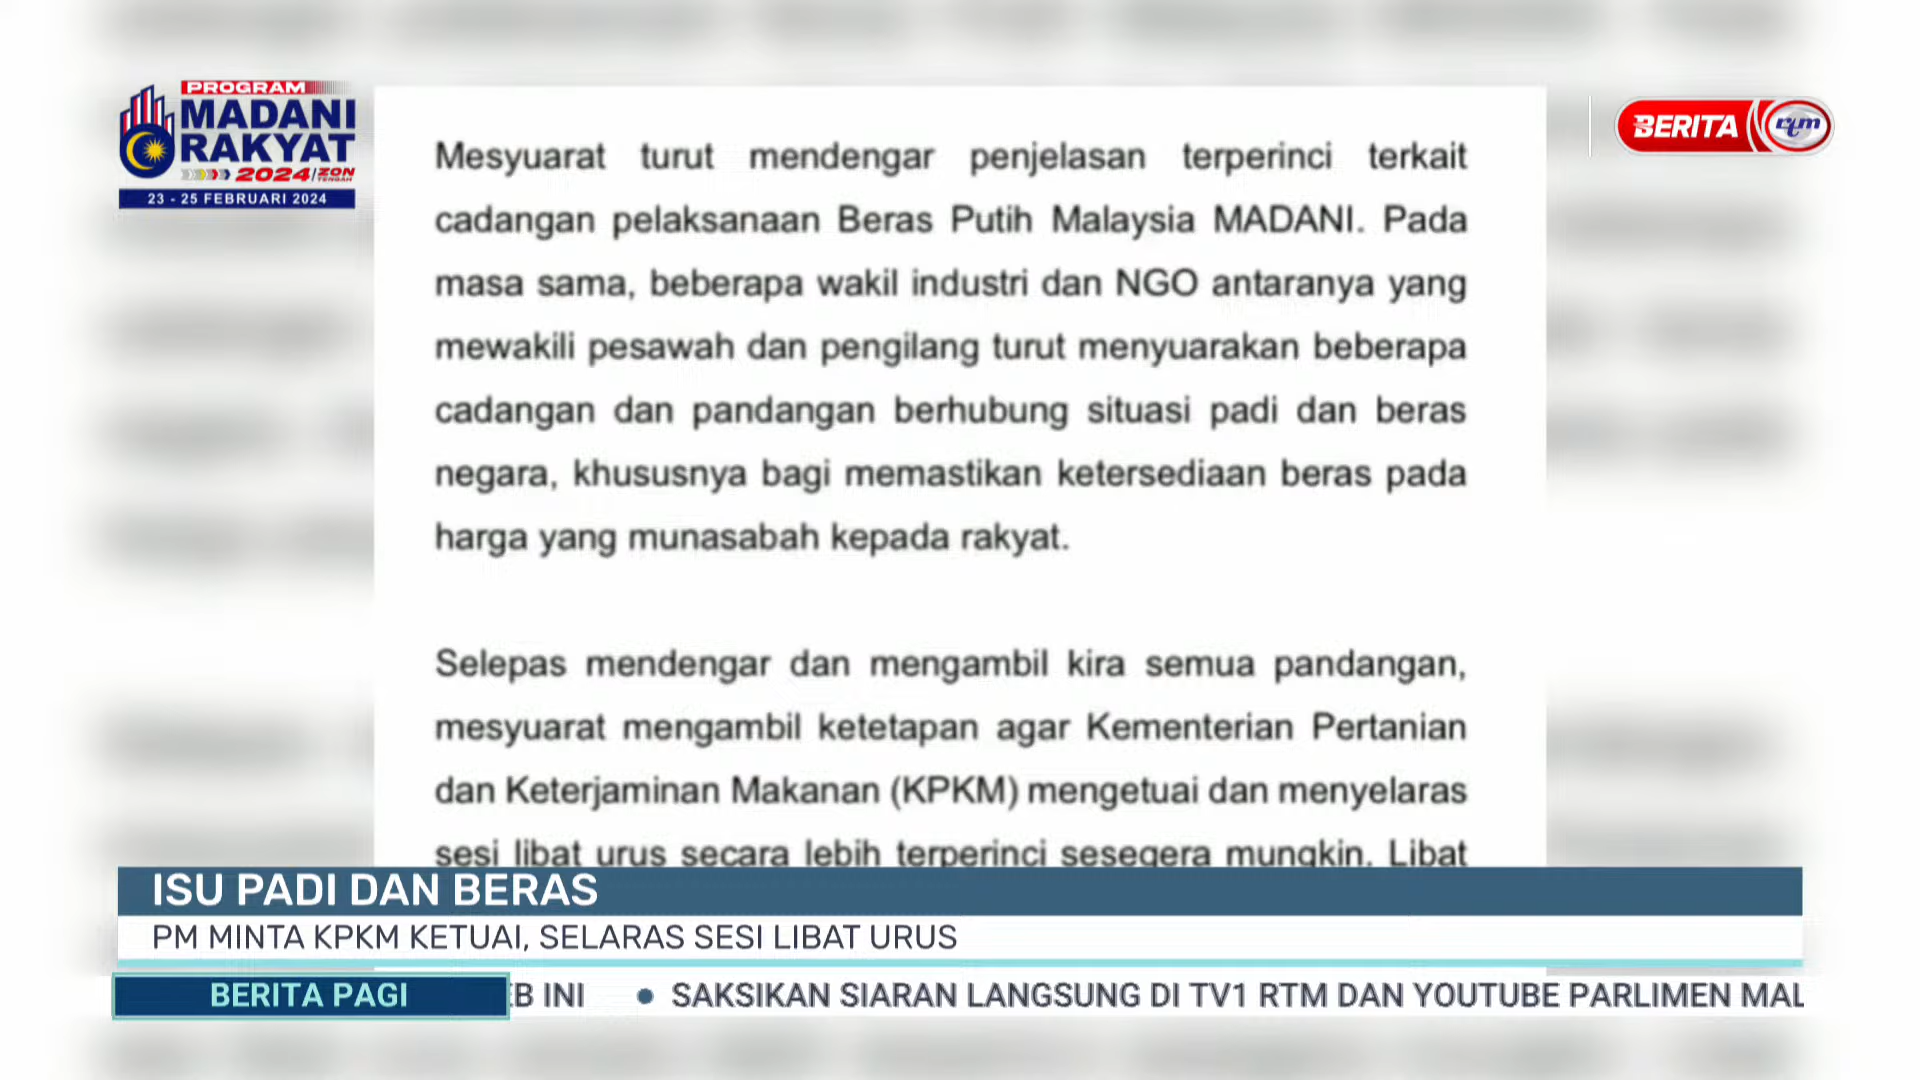 PROGRAM
MADANI
RAKYAT
2024 ZON TENGAH
23 - 25 FEBRUARI 2024
BERITA rtm
Mesyuarat turut mendengar penjelasan terperinci terkait
cadangan pelaksanaan Beras Putih Malaysia MADANI. Pada
masa sama, beberapa wakil industri dan NGO antaranya yang
mewakili pesawah dan pengilang turut menyuarakan beberapa
cadangan dan pandangan berhubung situasi padi dan beras
negara, khususnya bagi memastikan ketersediaan beras pada
harga yang munasabah kepada rakyat.
Selepas mendengar dan mengambil kira semua pandangan,
mesyuarat mengambil ketetapan agar Kementerian Pertanian
dan Keterjaminan Makanan (KPKM) mengetuai dan menyelaras
sesi libat urus secara lebih terperinci sesegera mungkin. Libat
ISU PADI DAN BERAS
PM MINTA KPKM KETUAI, SELARAS SESI LIBAT URUS
BERITA PAGI
EB INI • SAKSIKAN SIARAN LANGSUNG DI TV1 RTM DAN YOUTUBE PARLIMEN MAL